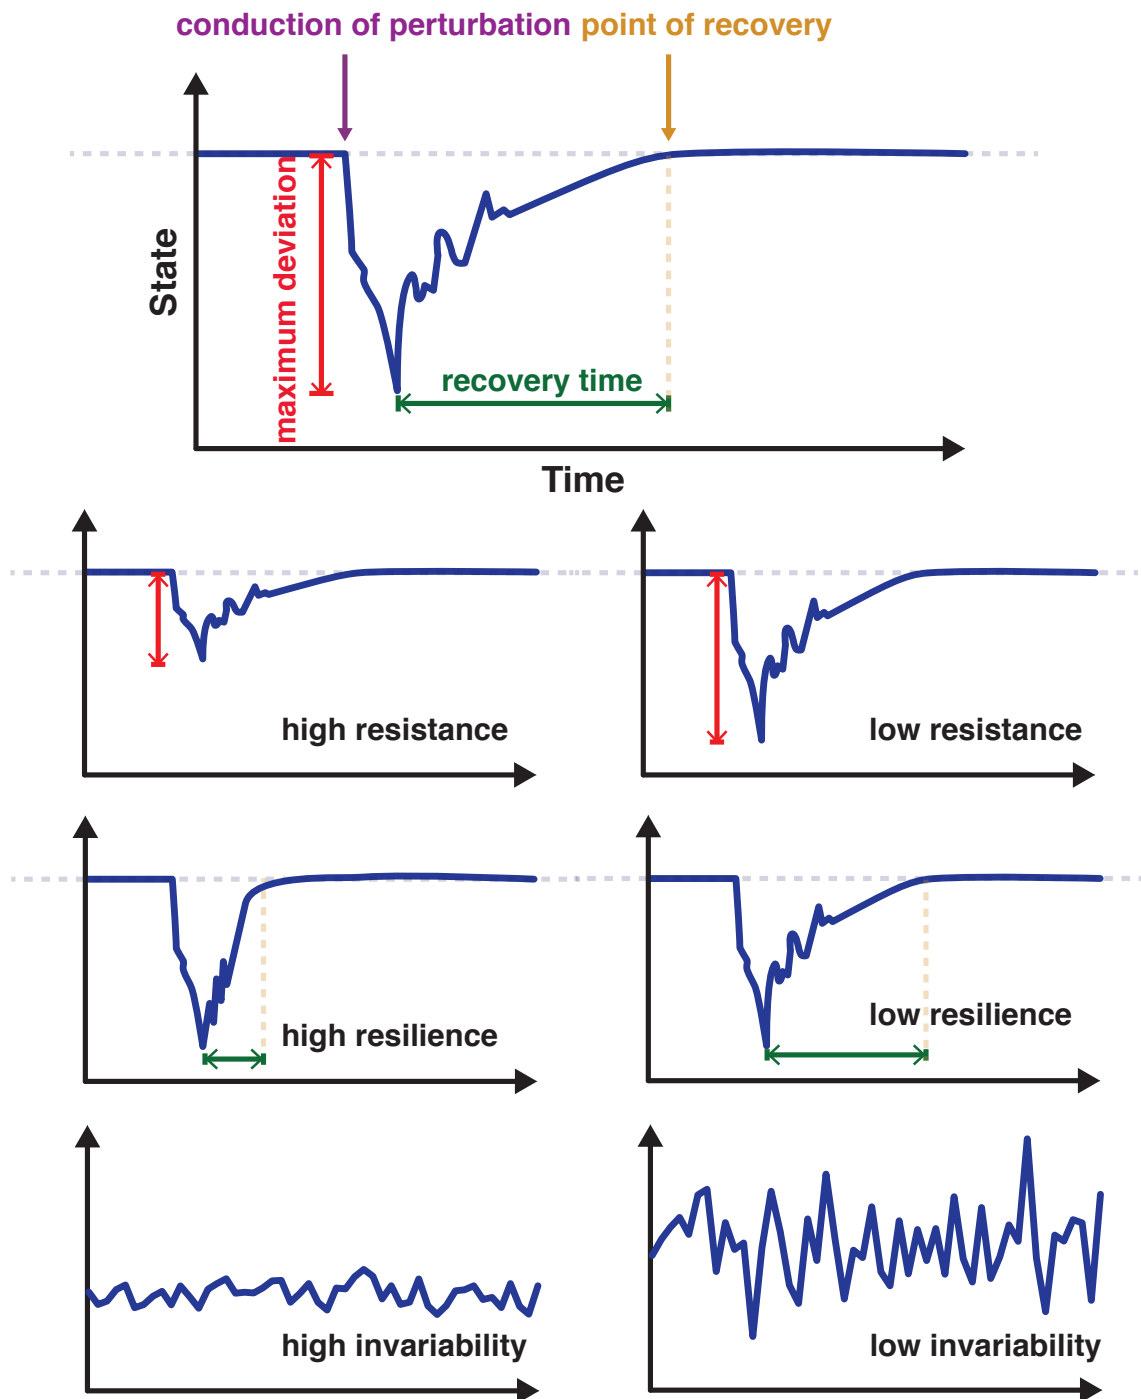 conduction of perturbation point of recovery
State
maximum deviation
recovery time
Time
high resistance
low resistance
high resilience
low resilience
high invariability
low invariability